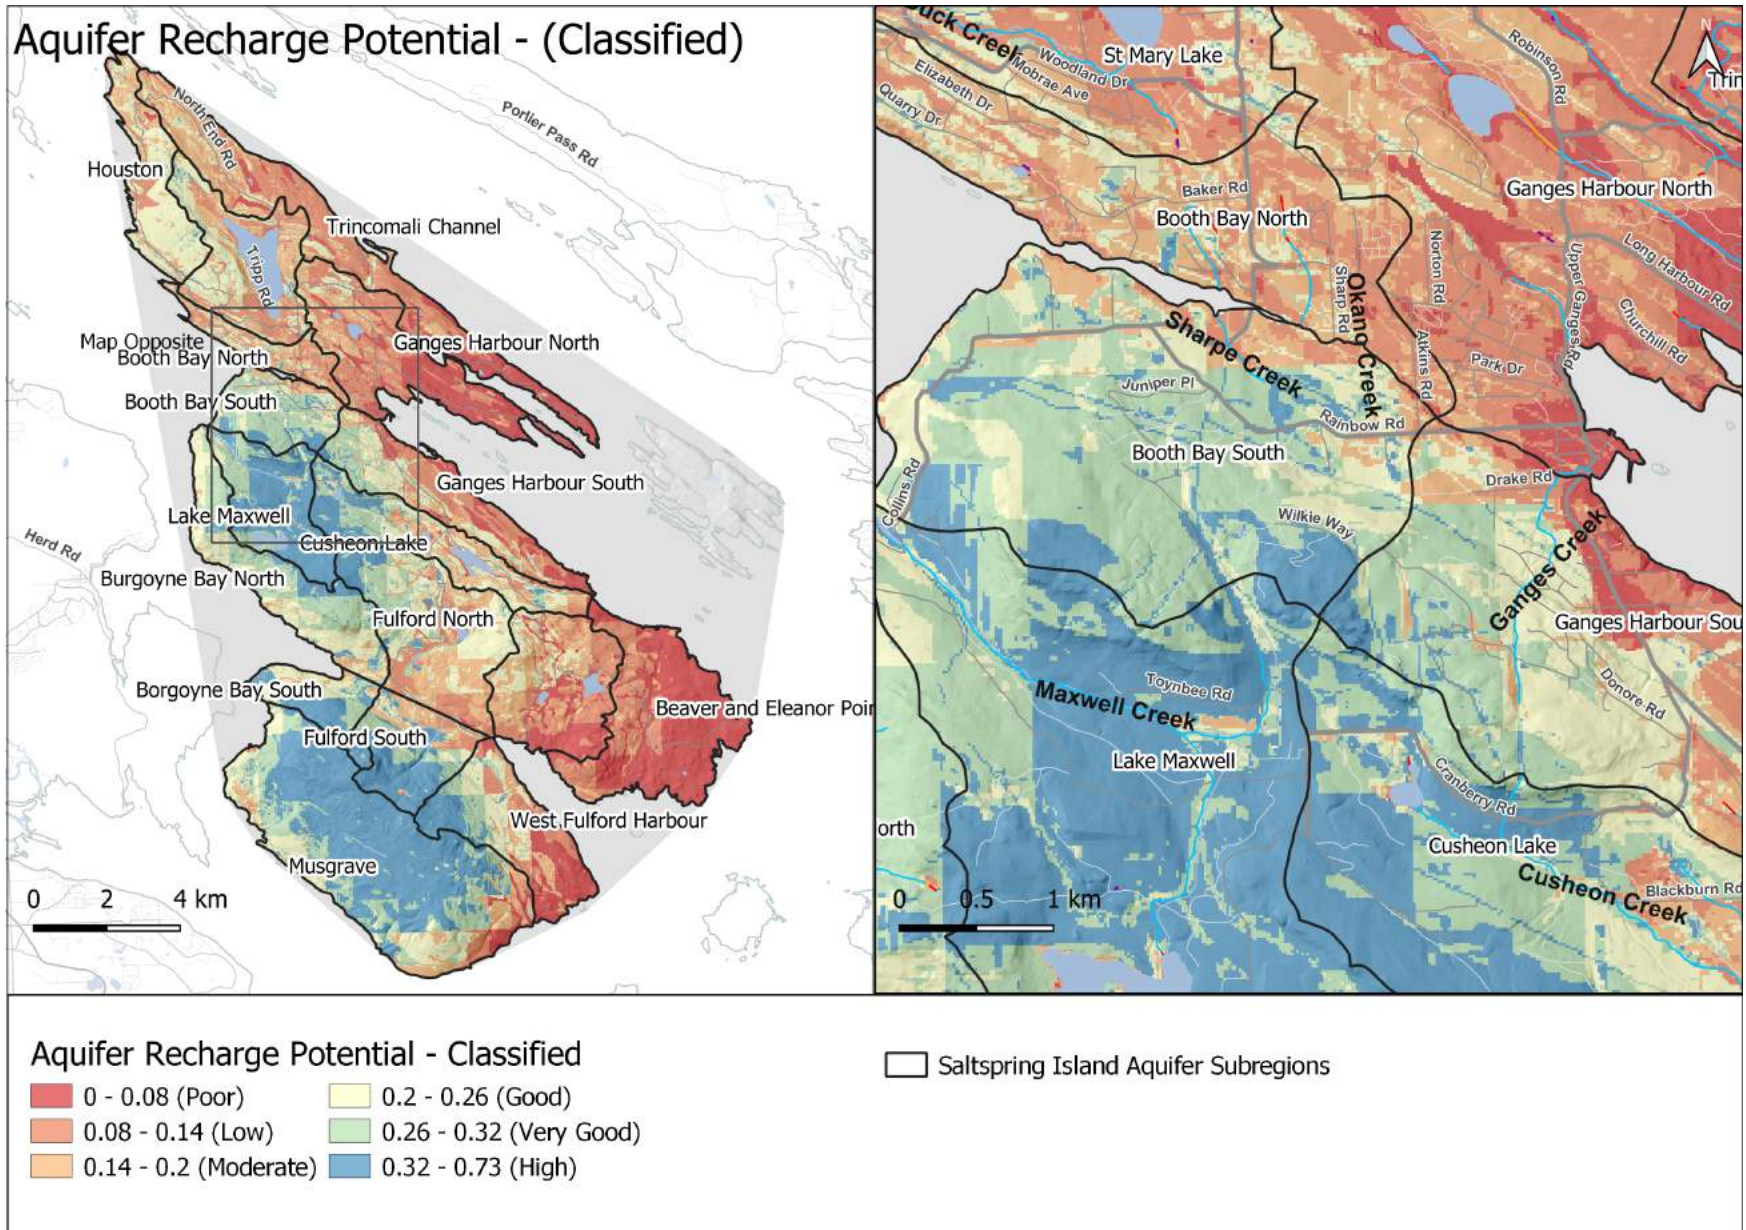 Aquifer Recharge Potential - (Classified)
North End Rd
Porlier Pass Rd
Houston
Trincomali Channel
Tripp Rd
Map Opposite
Booth Bay North
Ganges Harbour North
Booth Bay South
Ganges Harbour South
Lake Maxwell
Herd Rd
Cusheon Lake
Burgoyne Bay North
Fulford North
Borgoyne Bay South
Beaver and Eleanor Poin
Fulford South
West Fulford Harbour
Musgrave
0 2 4 km
Duck Creek
Woodland Dr
St Mary Lake
Robinson Rd
N
Trin
Elizabeth Dr
Mobrae Ave
Quarry Dr
Baker Rd
Ganges Harbour North
Booth Bay North
Norton Rd
Long Harbour Rd
Upper Ganges Rd
Sharp Rd
Okano Creek
Churchill Rd
Sharpe Creek
Atkins Rd
Park Dr
Juniper Pl
Rainbow Rd
Booth Bay South
Collins Rd
Drake Rd
Wilkie Way
Ganges Creek
Ganges Harbour Sou
Toynbee Rd
Maxwell Creek
Donore Rd
Lake Maxwell
Cranberry Rd
orth
Cusheon Lake
Cusheon Creek
Blackburn Rd
0 0.5 1 km
Aquifer Recharge Potential - Classified
0 - 0.08 (Poor)
0.08 - 0.14 (Low)
0.14 - 0.2 (Moderate)
0.2 - 0.26 (Good)
0.26 - 0.32 (Very Good)
0.32 - 0.73 (High)
Saltspring Island Aquifer Subregions